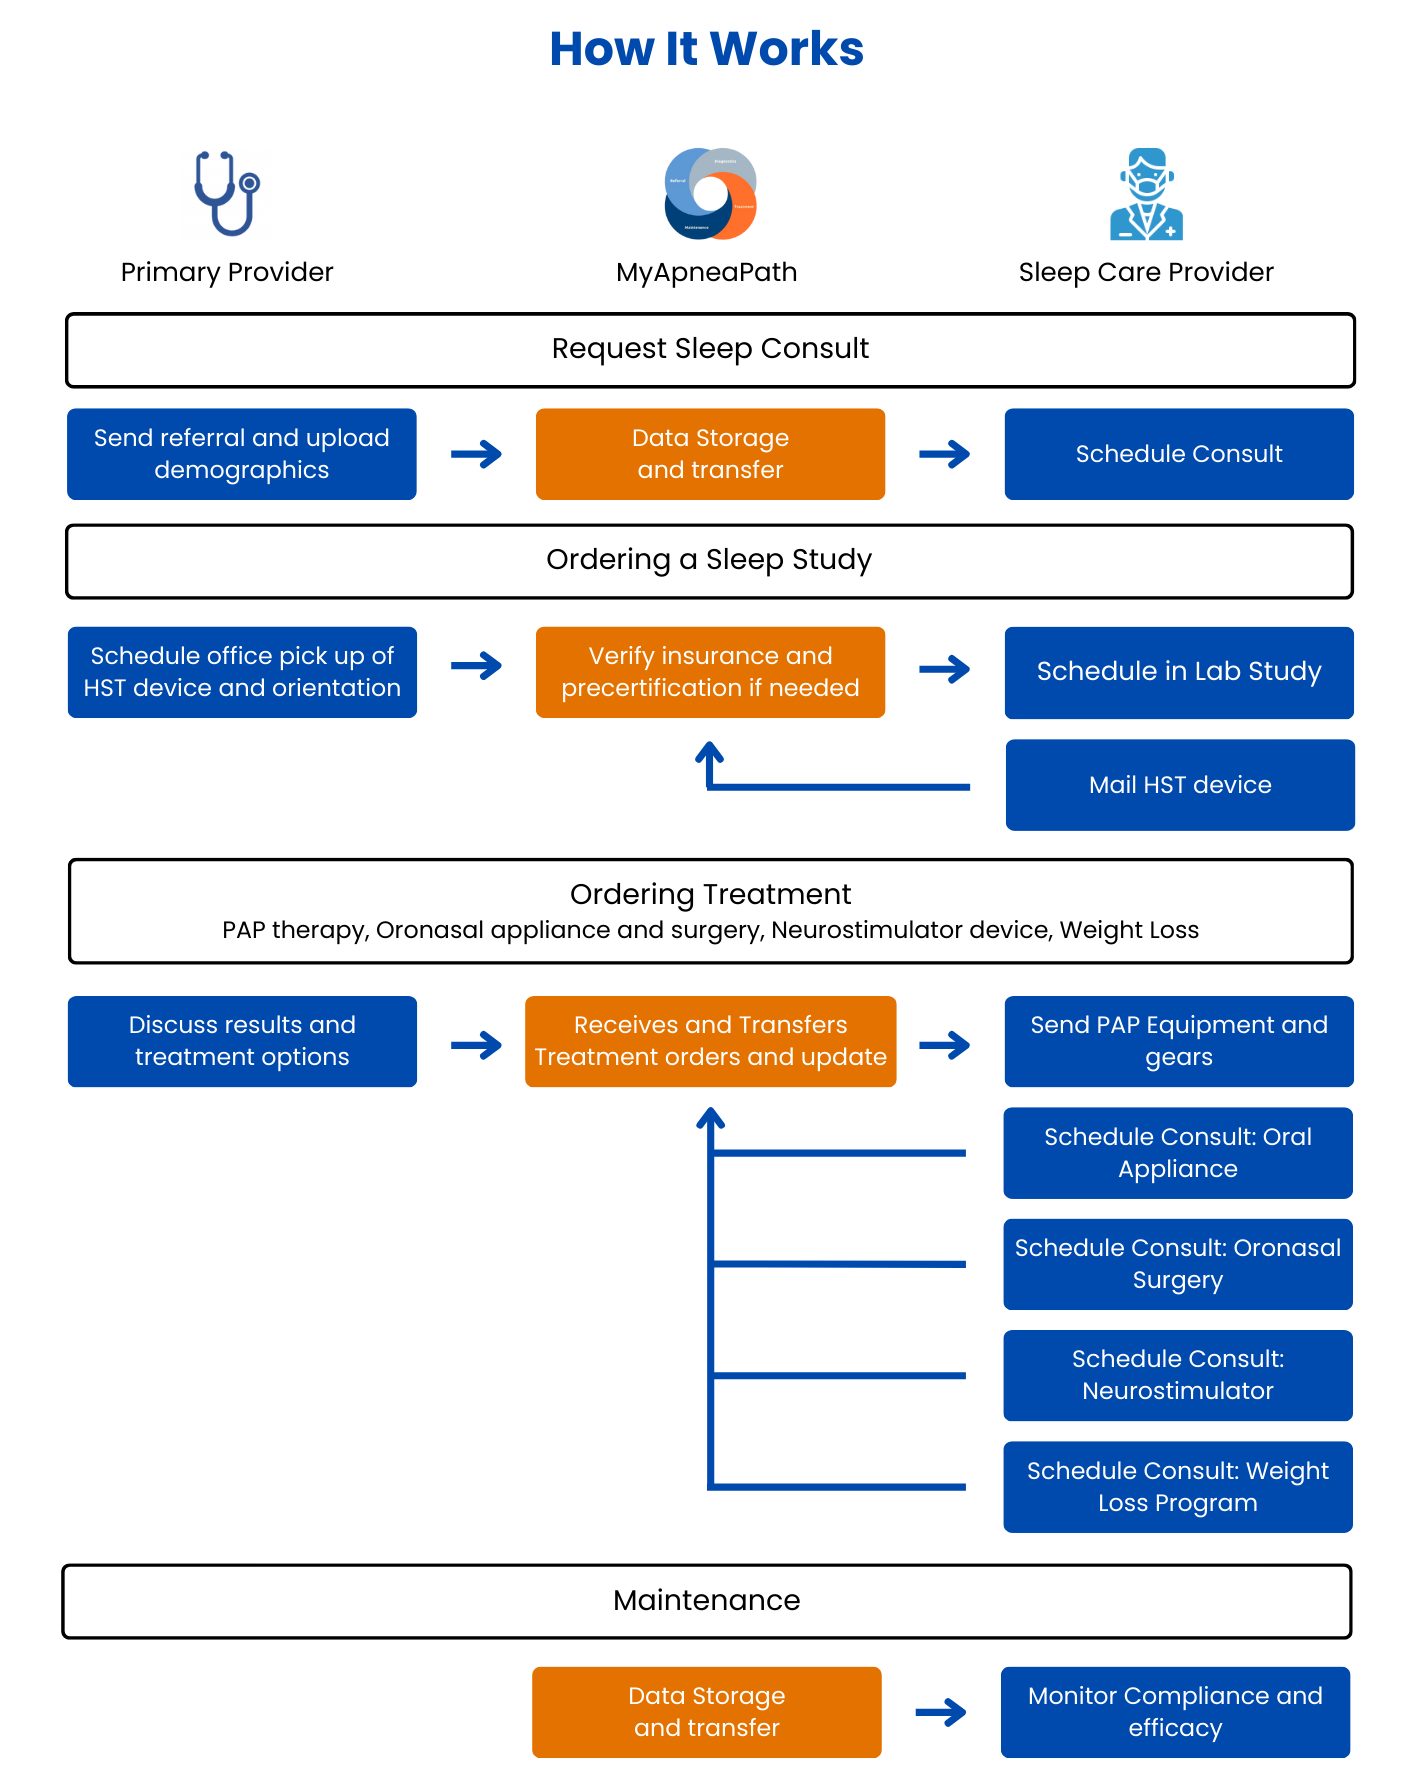 How It Works
Diagnostics
Referral
Treatment
Maintenance
Primary Provider
MyApneaPath
Sleep Care Provider
Request Sleep Consult
Send referral and upload
demographics
Data Storage
and transfer
Schedule Consult
Ordering a Sleep Study
Schedule office pick up of
HST device and orientation
Verify insurance and
precertification if needed
Schedule in Lab Study
Mail HST device
Ordering Treatment
PAP therapy, Oronasal appliance and surgery, Neurostimulator device, Weight Loss
Discuss results and
treatment options
Receives and Transfers
Treatment orders and update
Send PAP Equipment and
gears
Schedule Consult: Oral
Appliance
Schedule Consult: Oronasal
Surgery
Schedule Consult:
Neurostimulator
Schedule Consult: Weight
Loss Program
Maintenance
Data Storage
and transfer
Monitor Compliance and
efficacy